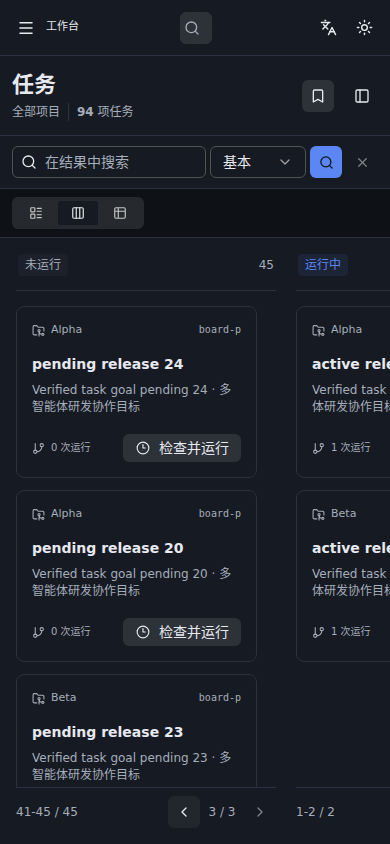 工作台
任务
全部项目 94 项任务
在结果中搜索 基本
未运行 45 运行中
Alpha board-p
pending release 24
Verified task goal pending 24 · 多
智能体研发协作目标
0 次运行 检查并运行
Alpha board-p
pending release 20
Verified task goal pending 20 · 多
智能体研发协作目标
0 次运行 检查并运行
Beta board-p
pending release 23
Verified task goal pending 23 · 多
智能体研发协作目标
41-45 / 45 3 / 3
Alpha
active rele
Verified task
体研发协作目标
1 次运行
Beta
active rele
Verified task
体研发协作目标
1 次运行
1-2 / 2